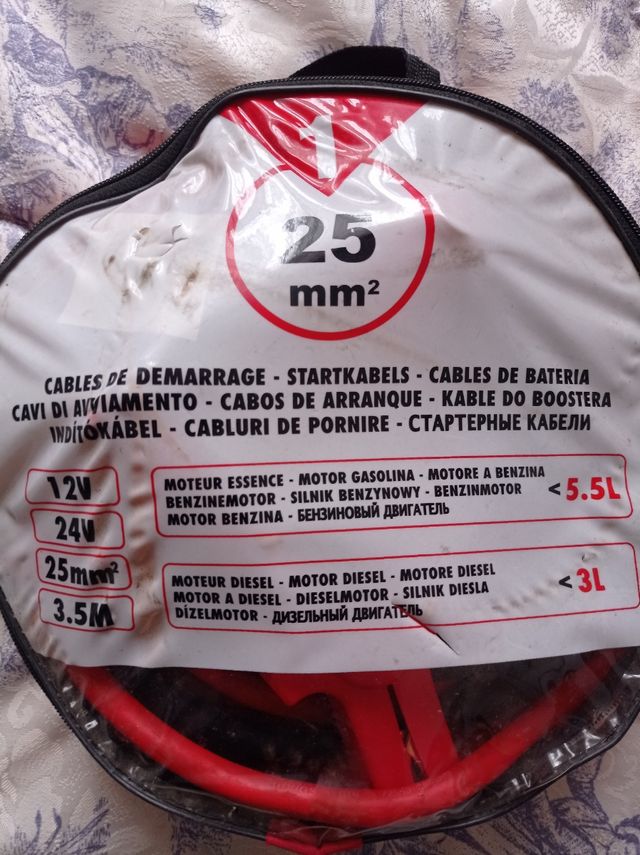 1
25
mm²
CABLES DE DEMARRAGE - STARTKABELS - CABLES DE BATERIA
CAVI DI AVVIAMENTO - CABOS DE ARRANQUE - KABLE DO BOOSTERA
INDÍTÓKÁBEL - CABLURI DE PORNIRE - СТАРТЕРНЫЕ КАБЕЛИ
12V
24V
25mm²
3.5M
MOTEUR ESSENCE - MOTOR GASOLINA - MOTORE A BENZINA
BENZINEMOTOR - SILNIK BENZYNOWY - BENZINMOTOR
MOTOR BENZINA - БЕНЗИНОВЫЙ ДВИГАТЕЛЬ
< 5.5L
MOTEUR DIESEL - MOTOR DIESEL - MOTORE DIESEL
MOTOR A DIESEL - DIESELMOTOR - SILNIK DIESLA
DÍZELMOTOR - ДИЗЕЛЬНЫЙ ДВИГАТЕЛЬ
< 3L